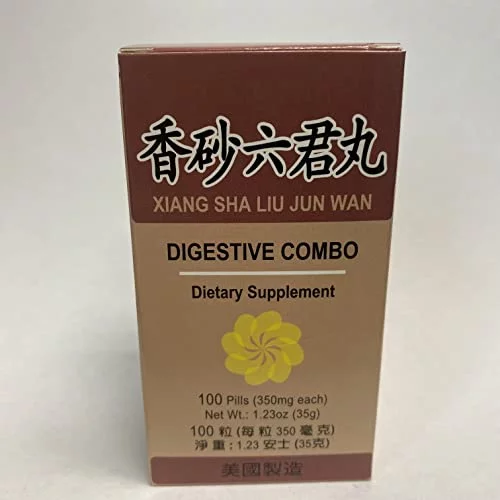 香砂六君丸
XIANG SHA LIU JUN WAN
DIGESTIVE COMBO
Dietary Supplement
100 Pills (350mg each)
Net Wt.: 1.23oz (35g)
100 粒 (每粒 350 毫克)
淨重：1.23 安士 (35克)
美國製造